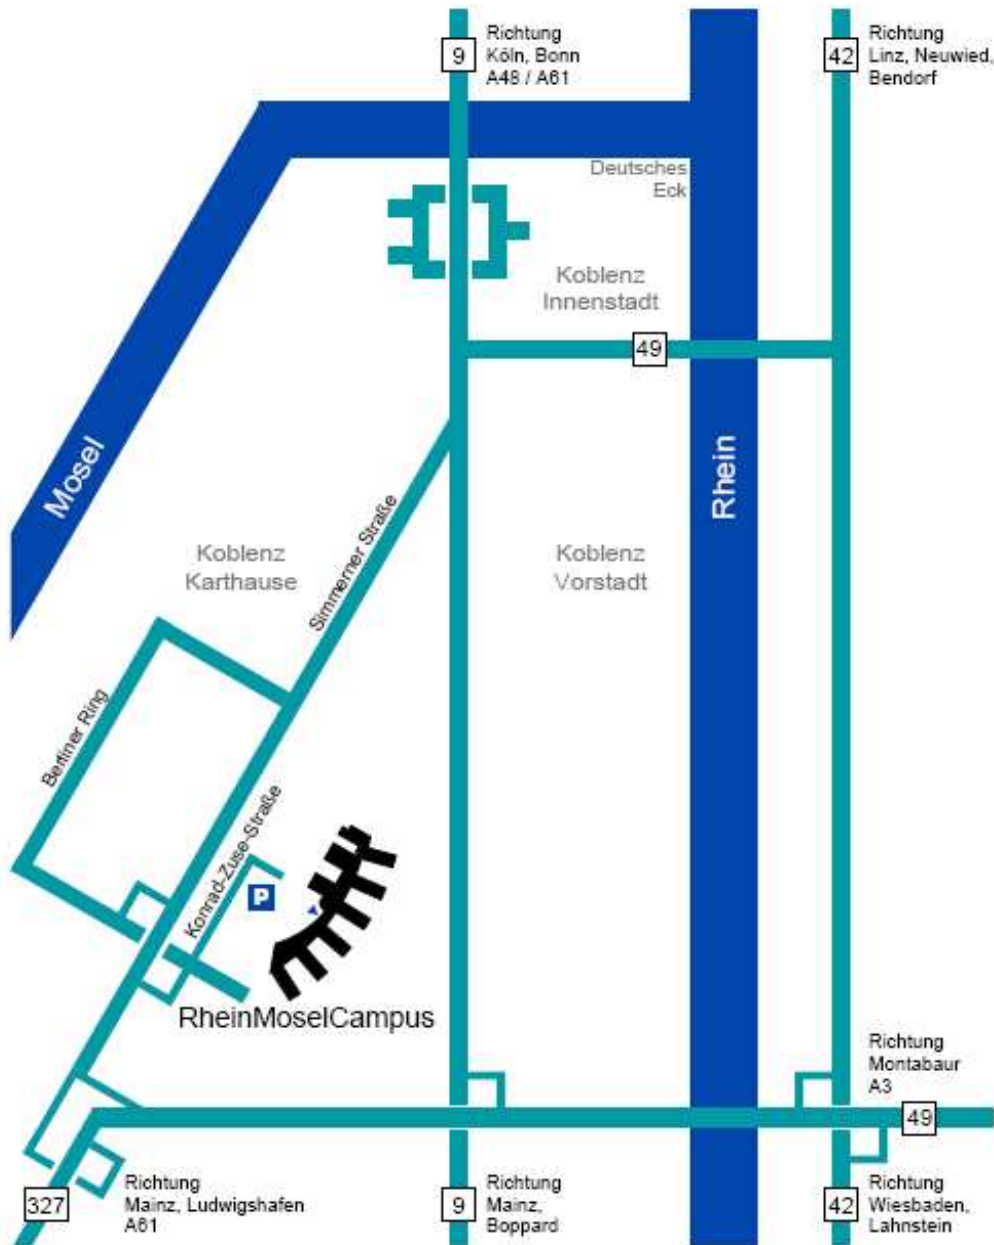 9
Richtung
Köln, Bonn
A48 / A61
42
Richtung
Linz, Neuwied,
Bendorf
Deutsches
Eck
Koblenz
Innenstadt
49
Mosel
Rhein
Simmerner Straße
Koblenz
Karthause
Koblenz
Vorstadt
Berliner Ring
Konrad-Zuse-Straße
P
RheinMoselCampus
Richtung
Montabaur
A3
49
327
Richtung
Mainz, Ludwigshafen
A61
9
Richtung
Mainz,
Boppard
42
Richtung
Wiesbaden,
Lahnstein